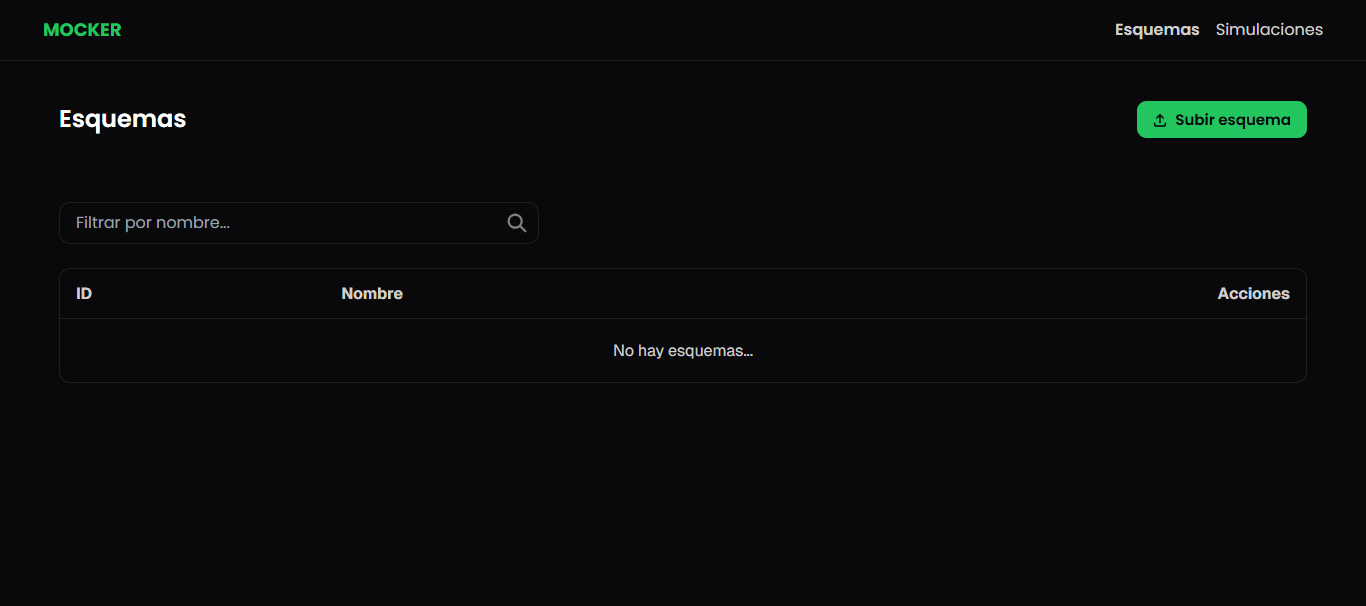 MOCKER
Esquemas Simulaciones
Esquemas
Subir esquema
Filtrar por nombre...
ID Nombre Acciones
No hay esquemas...